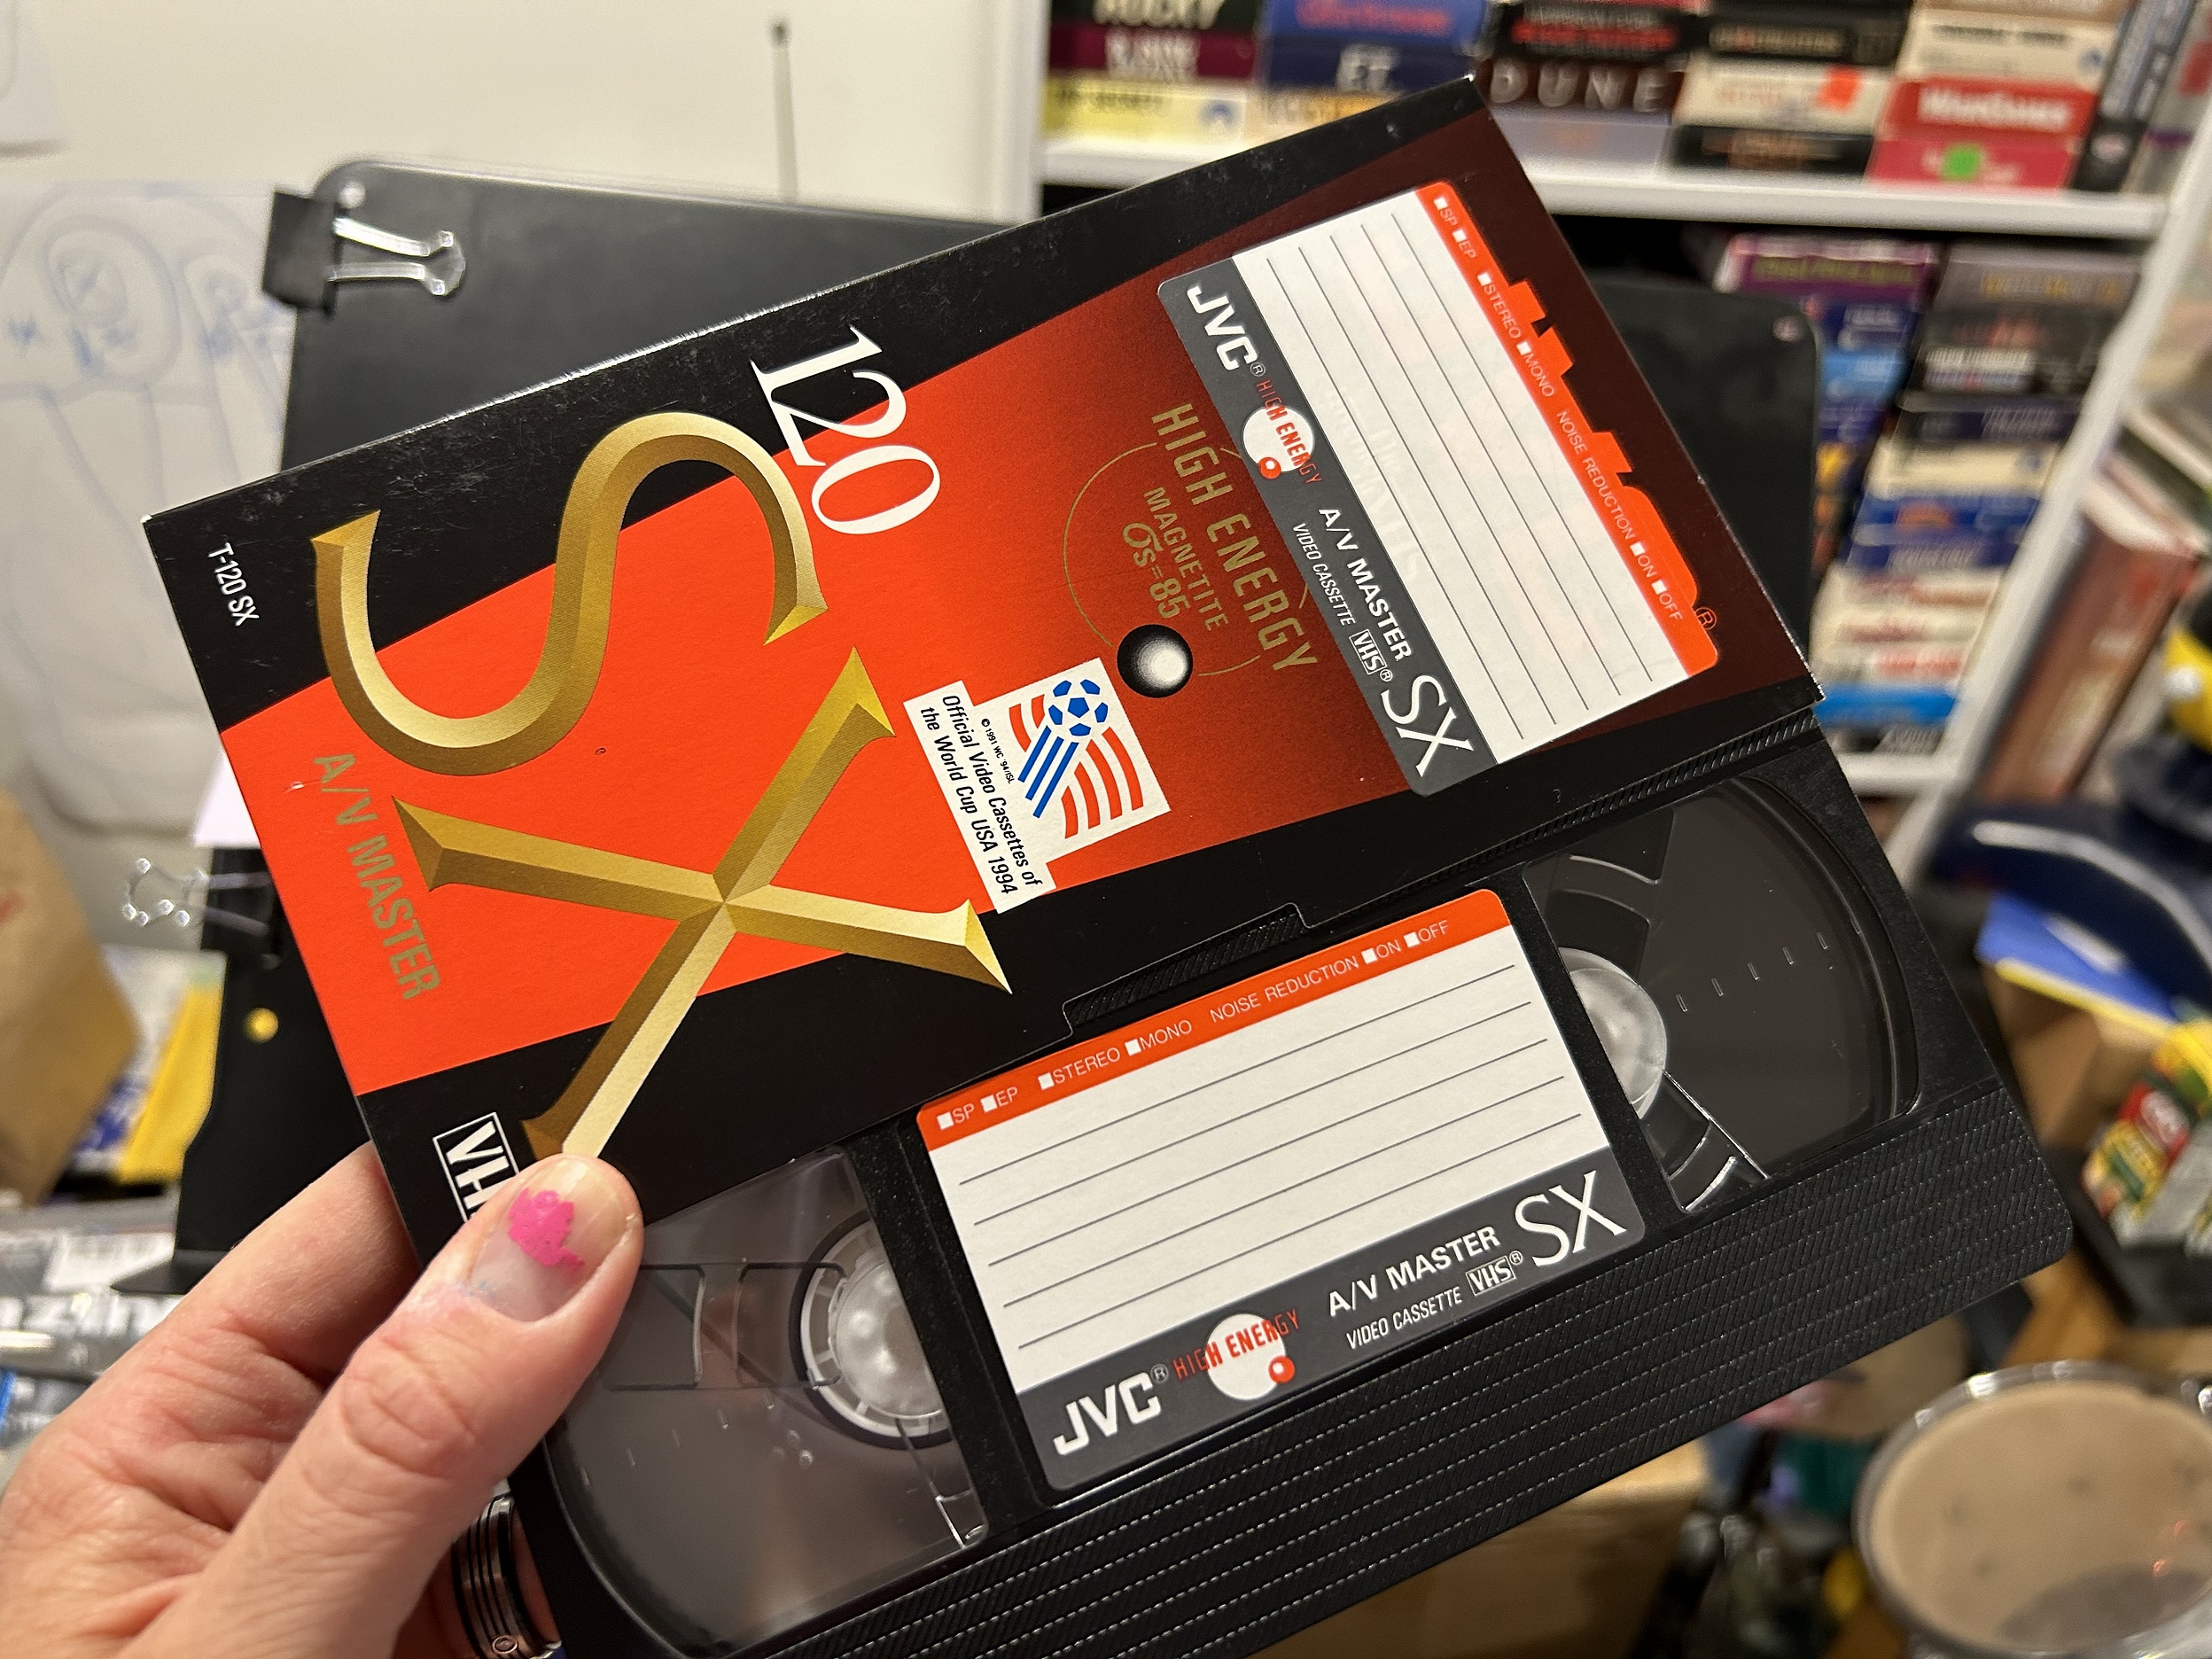 ROCKY
E.T.
DUNE
WarGames
T-120 SX
SX
120
A/V MASTER
HIGH ENERGY
MAGNETITE
σs=85
© 1991 WC '94/ISL
Official Video Cassettes of
the World Cup USA 1994
■SP ■EP ■STEREO ■MONO NOISE REDUCTION ■ON ■OFF
JVC® HIGH ENERGY A/V MASTER SX
VIDEO CASSETTE VHS®
®
■SP ■EP ■STEREO ■MONO NOISE REDUCTION ■ON ■OFF
JVC® HIGH ENERGY A/V MASTER SX
VIDEO CASSETTE VHS®